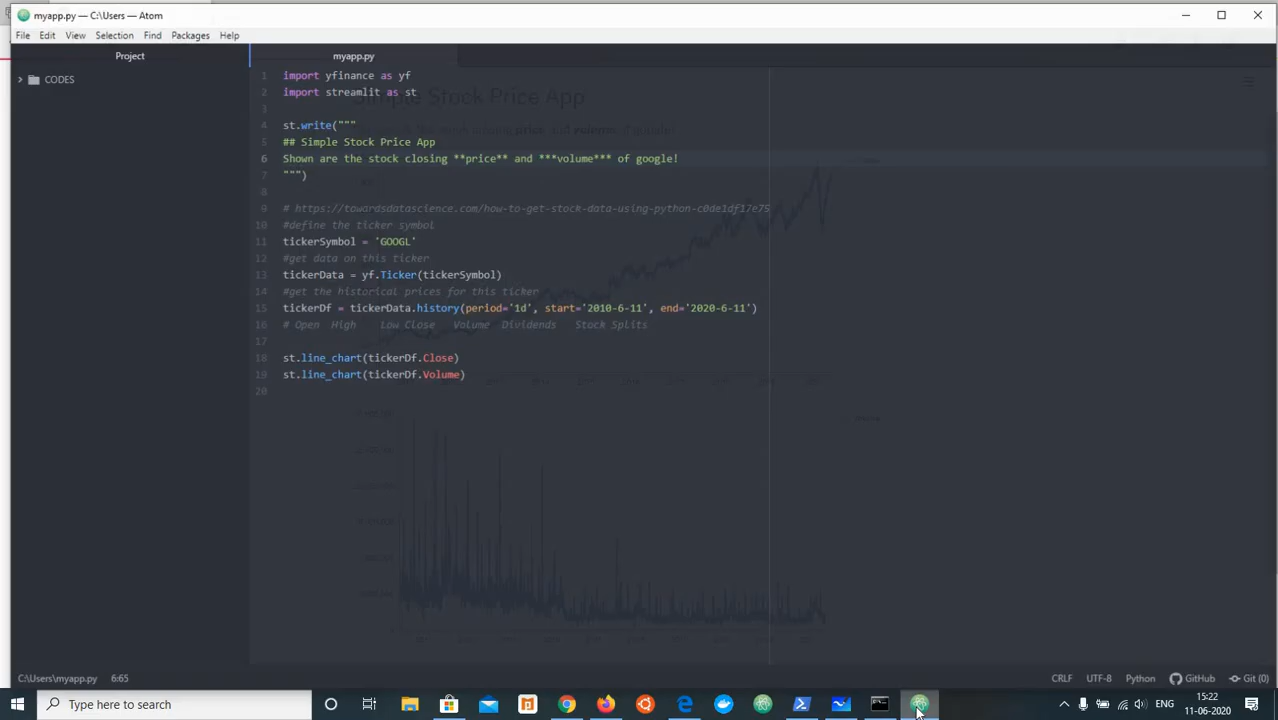 myapp.py — C:\Users — Atom
File Edit View Selection Find Packages Help
Project
myapp.py
CODES
1 import yfinance as yf
2 import streamlit as st
3
4 st.write("""
5 ## Simple Stock Price App
6 Shown are the stock closing **price** and ***volume*** of google!
7 """)
8
9 # https://towardsdatascience.com/how-to-get-stock-data-using-python-c0de1df17e75
10 #define the ticker symbol
11 tickerSymbol = 'GOOGL'
12 #get data on this ticker
13 tickerData = yf.Ticker(tickerSymbol)
14 #get the historical prices for this ticker
15 tickerDf = tickerData.history(period='1d', start='2010-6-11', end='2020-6-11')
16 # Open High Low Close Volume Dividends Stock Splits
17
18 st.line_chart(tickerDf.Close)
19 st.line_chart(tickerDf.Volume)
20
Simple Stock Price App
C:\Users\myapp.py 6:65
CRLF UTF-8 Python GitHub Git (0)
Type here to search
ENG
15:22
11-06-2020